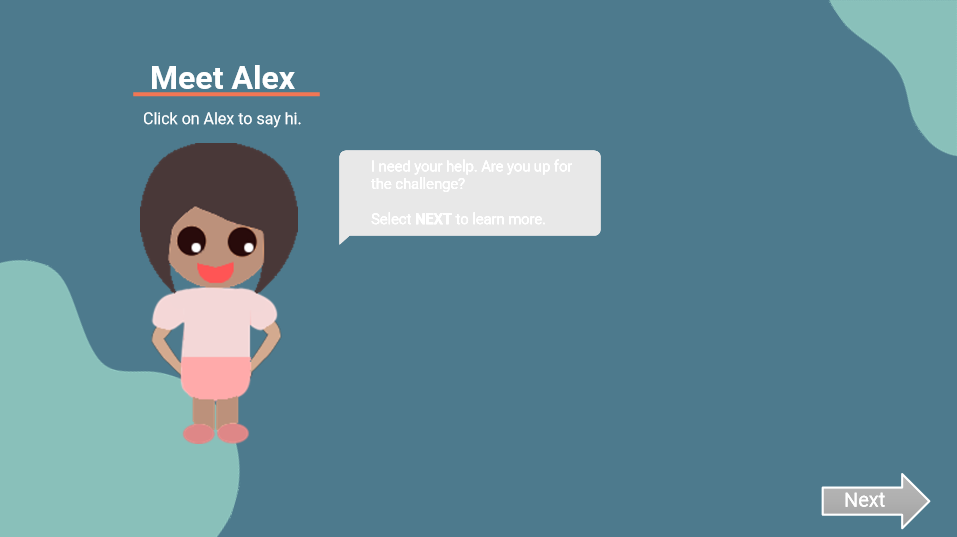 Meet Alex
Click on Alex to say hi.
I need your help. Are you up for
the challenge?
Select NEXT to learn more.
Next